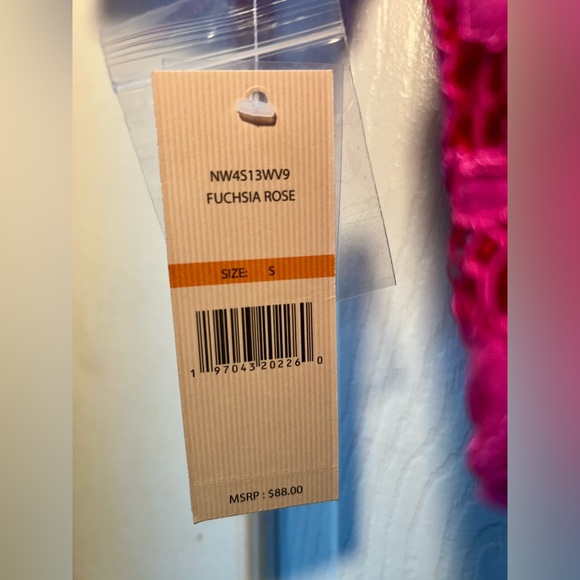 NW4S13WV9
FUCHSIA ROSE
SIZE: S
1 97043 20226 0
MSRP : $88.00